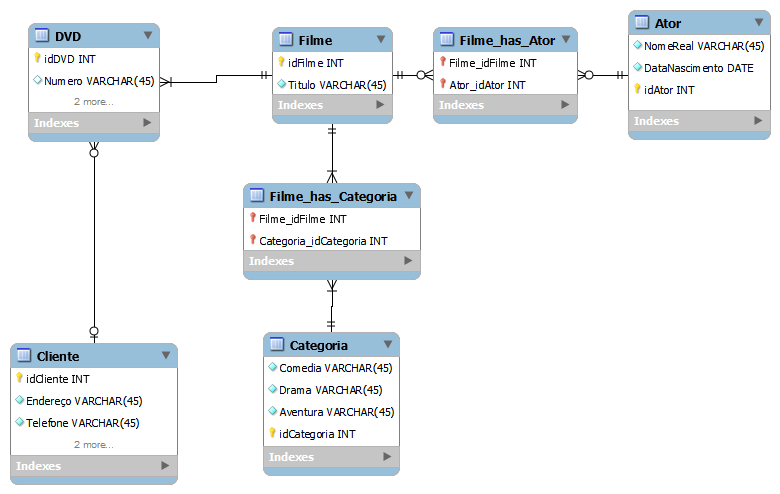 DVD
idDVD INT
Numero VARCHAR(45)
2 more...
Indexes
Filme
idFilme INT
Titulo VARCHAR(45)
Indexes
Filme_has_Ator
Filme_idFilme INT
Ator_idAtor INT
Indexes
Ator
NomeReal VARCHAR(45)
DataNascimento DATE
idAtor INT
Indexes
Filme_has_Categoria
Filme_idFilme INT
Categoria_idCategoria INT
Indexes
Cliente
idCliente INT
Endereço VARCHAR(45)
Telefone VARCHAR(45)
2 more...
Indexes
Categoria
Comedia VARCHAR(45)
Drama VARCHAR(45)
Aventura VARCHAR(45)
idCategoria INT
Indexes